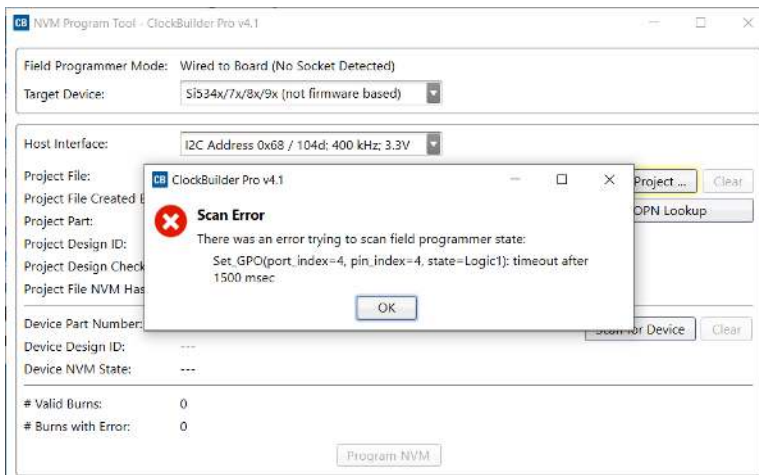 CB NVM Program Tool - ClockBuilder Pro v4.1
Field Programmer Mode: Wired to Board (No Socket Detected)
Target Device: Si534x/7x/8x/9x (not firmware based)
Host Interface: I2C Address 0x68 / 104d; 400 kHz; 3.3V
Project File: Project ... Clear
CB ClockBuilder Pro v4.1
Project File Created
Scan Error
OPN Lookup
Project Part:
There was an error trying to scan field programmer state:
Project Design ID:
Set_GPO(port_index=4, pin_index=4, state=Logic1): timeout after
Project Design Check
1500 msec
Project File NVM Has
OK
Device Part Number: Scan for Device Clear
Device Design ID: ---
Device NVM State: ---
# Valid Burns: 0
# Burns with Error: 0
Program NVM